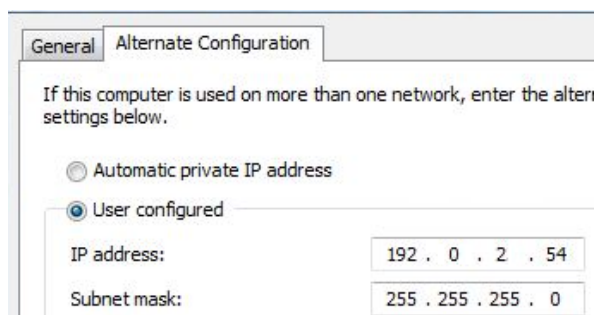 General Alternate Configuration
If this computer is used on more than one network, enter the
settings below.
Automatic private IP address
User configured
IP address: 192 . 0 . 2 . 54
Subnet mask: 255 . 255 . 255 . 0